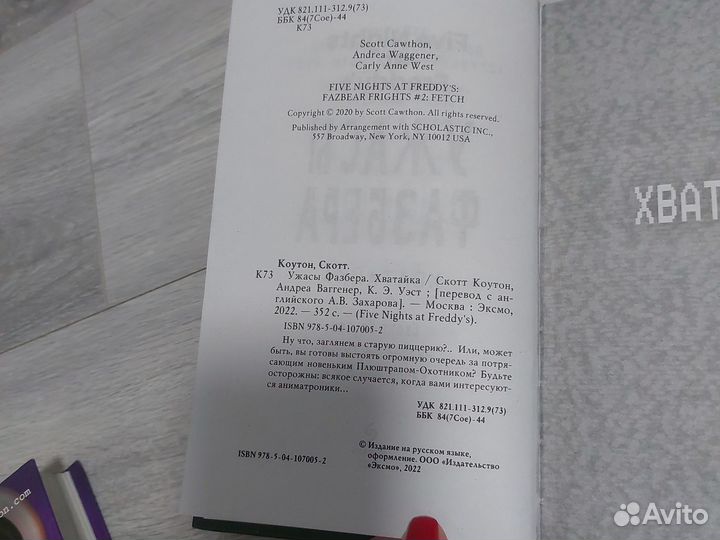 УДК 821.111-312.9(73)
ББК 84(7Сое)-44
К73
Scott Cawthon,
Andrea Waggener,
Carly Anne West
FIVE NIGHTS AT FREDDY'S:
FAZBEAR FRIGHTS #2: FETCH
Copyright © 2020 by Scott Cawthon. All rights reserved.
Published by Arrangement with SCHOLASTIC INC.,
557 Broadway, New York, NY 10012 USA
УЖАСЫ
ФАЗБЕРА
Коутон, Скотт.
К73 Ужасы Фазбера. Хватайка / Скотт Коутон,
Андреа Ваггенер, К. Э. Уэст ; [перевод с ан-
глийского А.В. Захарова]. — Москва : Эксмо,
2022. — 352 с. — (Five Nights at Freddy's).
ISBN 978-5-04-107005-2
Ну что, заглянем в старую пиццерию?.. Или, может
быть, вы готовы выстоять огромную очередь за потря-
сающим новеньким Плюштрапом-Охотником? Будьте
осторожны: всякое случается, когда вами интересуют-
ся аниматроники...
УДК 821.111-312.9(73)
ББК 84(7Сое)-44
© Издание на русском языке,
оформление. ООО «Издательство
«Эксмо», 2022
ISBN 978-5-04-107005-2
ХВАТ
on.com
Avito